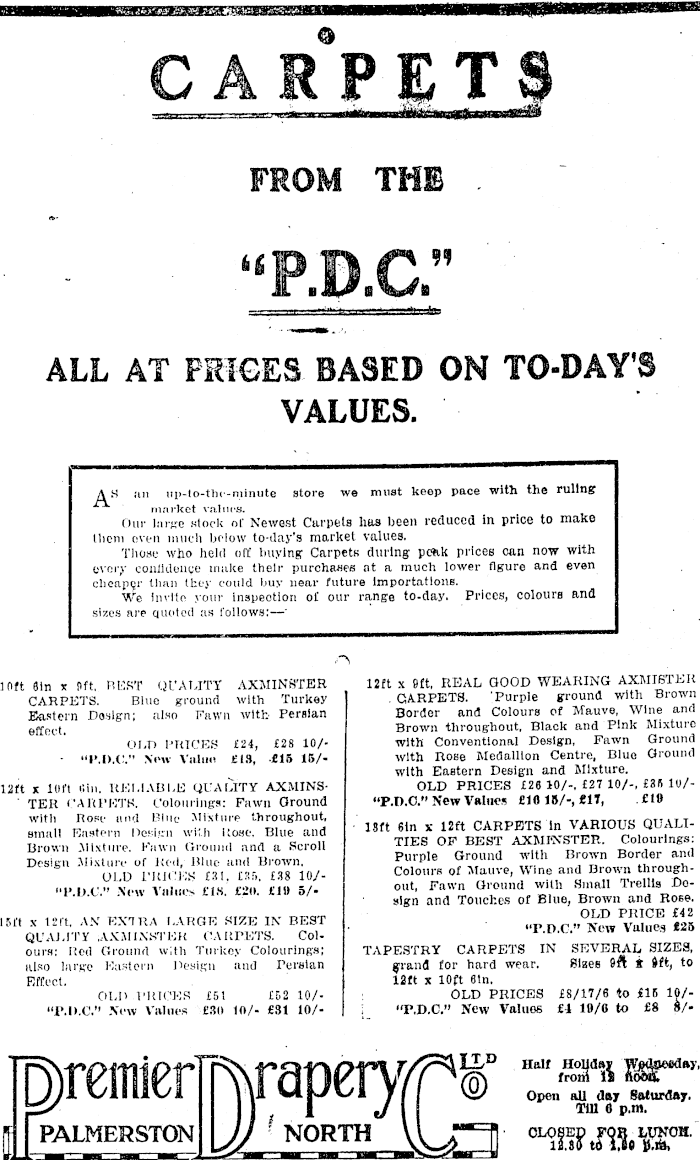 CARPETS
FROM THE
“P.D.C.”
ALL AT PRICES BASED ON TO-DAY'S
VALUES.
As an up-to-the-minute store we must keep pace with the ruling
market values.
Our large stock of Newest Carpets has been reduced in price to make
them even much below to-day's market values.
Those who held off buying Carpets during peak prices can now with
every confidence make their purchases at a much lower figure and even
cheaper than they could buy near future importations.
We invite your inspection of our range to-day. Prices, colours and
sizes are quoted as follows:—
10ft 6in x 9ft, BEST QUALITY AXMINSTER
CARPETS. Blue ground with Turkey
Eastern Design; also Fawn with Persian
effect.
OLD PRICES £24, £28 10/-
“P.D.C.” New Value £13, £15 15/-
12ft x 10ft 6in, RELIABLE QUALITY AXMINS-
TER CARPETS. Colourings: Fawn Ground
with Rose and Blue Mixture throughout,
small Eastern Design with Rose, Blue and
Brown Mixture, Fawn Ground and a Scroll
Design Mixture of Red, Blue and Brown.
OLD PRICES £31, £35, £38 10/-
“P.D.C.” New Values £18, £20, £19 5/-
15ft x 12ft, AN EXTRA LARGE SIZE IN BEST
QUALITY AXMINSTER CARPETS. Col-
ours: Red Ground with Turkey Colourings;
also large Eastern Design and Persian
Effect.
OLD PRICES £51 £52 10/-
“P.D.C.” New Values £30 10/- £31 10/-
12ft x 9ft, REAL GOOD WEARING AXMISTER
CARPETS. Purple ground with Brown
Border and Colours of Mauve, Wine and
Brown throughout, Black and Pink Mixture
with Conventional Design, Fawn Ground
with Rose Medallion Centre, Blue Ground
with Eastern Design and Mixture.
OLD PRICES £26 10/-, £27 10/-, £35 10/-
“P.D.C.” New Values £16 15/-, £17, £19
13ft 6in x 12ft CARPETS in VARIOUS QUALI-
TIES OF BEST AXMINSTER. Colourings:
Purple Ground with Brown Border and
Colours of Mauve, Wine and Brown through-
out, Fawn Ground with Small Trellis De-
sign and Touches of Blue, Brown and Rose.
OLD PRICE £42
“P.D.C.” New Values £25
TAPESTRY CARPETS IN SEVERAL SIZES,
grand for hard wear. Sizes 9ft x 9ft, to
12ft x 10ft 6in.
OLD PRICES £8/17/6 to £15 10/-
“P.D.C.” New Values £4 19/6 to £8 8/-
Premier Drapery Co LTD
PALMERSTON NORTH
Half Holiday Wednesday,
from 12 noon.
Open all day Saturday.
Till 6 p.m.
CLOSED FOR LUNCH.
12.30 to p.m.